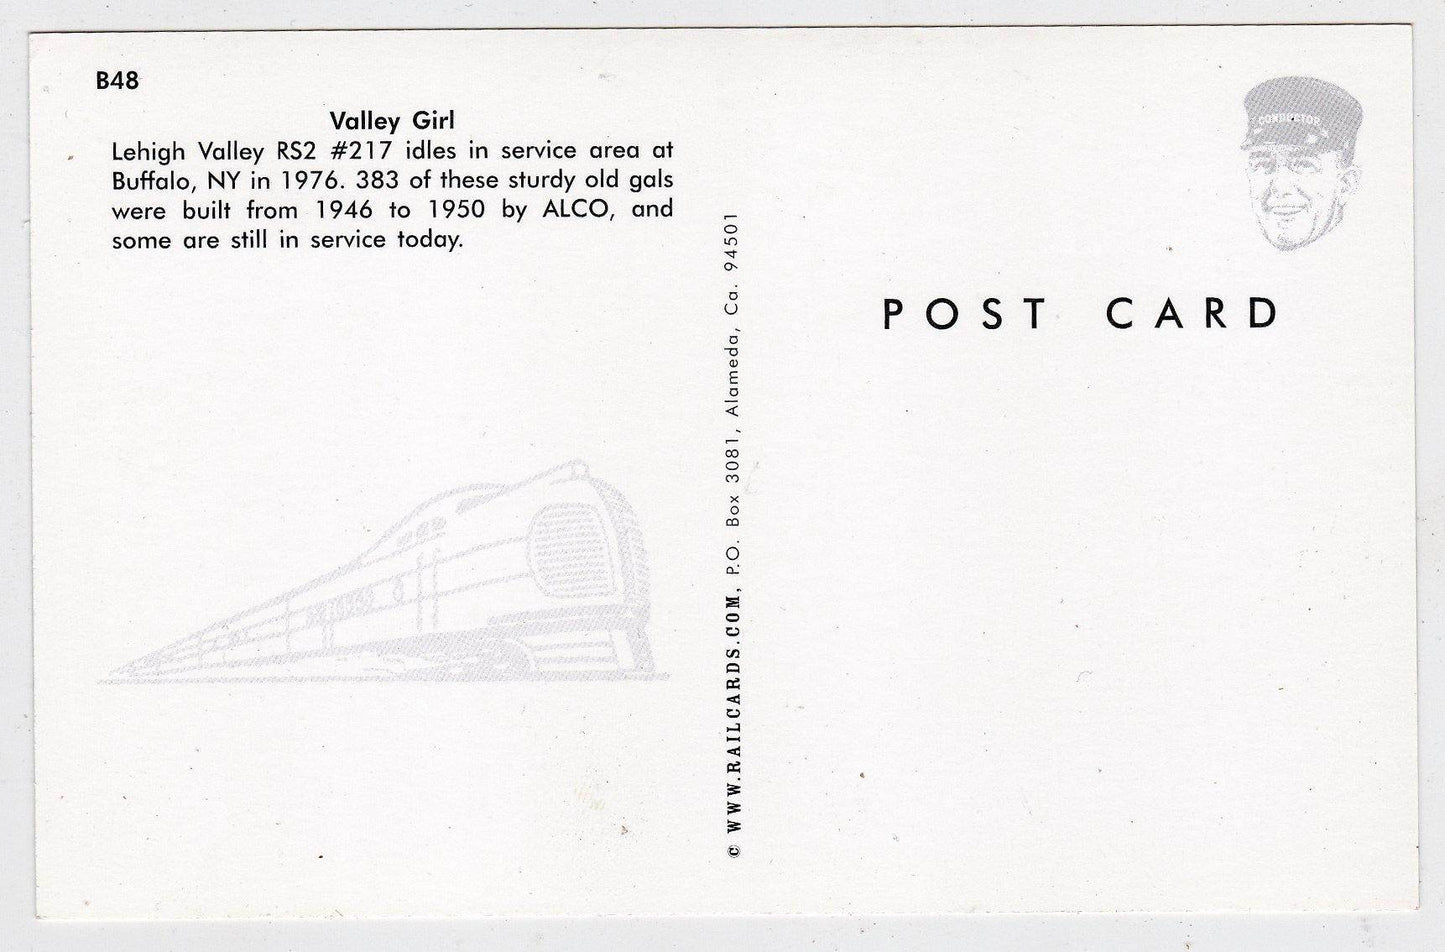 B48
Valley Girl
Lehigh Valley RS2 #217 idles in service area at
Buffalo, NY in 1976. 383 of these sturdy old gals
were built from 1946 to 1950 by ALCO, and
some are still in service today.
© WWW.RAILCARDS.COM, P.O. Box 3081, Alameda, Ca. 94501
CONDUCTOR
POST CARD